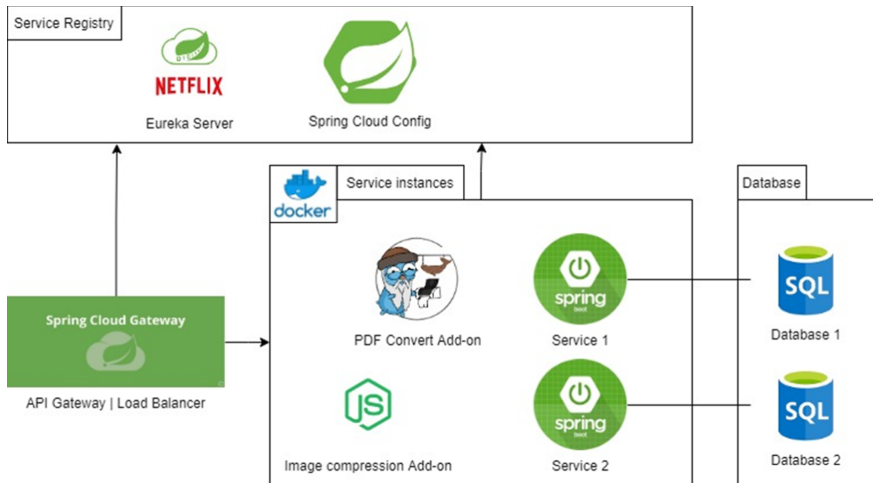 Service Registry
NETFLIX
Eureka Server
Spring Cloud Config
docker
Service instances
Database
Spring Cloud Gateway
API Gateway | Load Balancer
PDF Convert Add-on
spring
boot
Service 1
SQL
Database 1
JS
Image compression Add-on
spring
boot
Service 2
SQL
Database 2